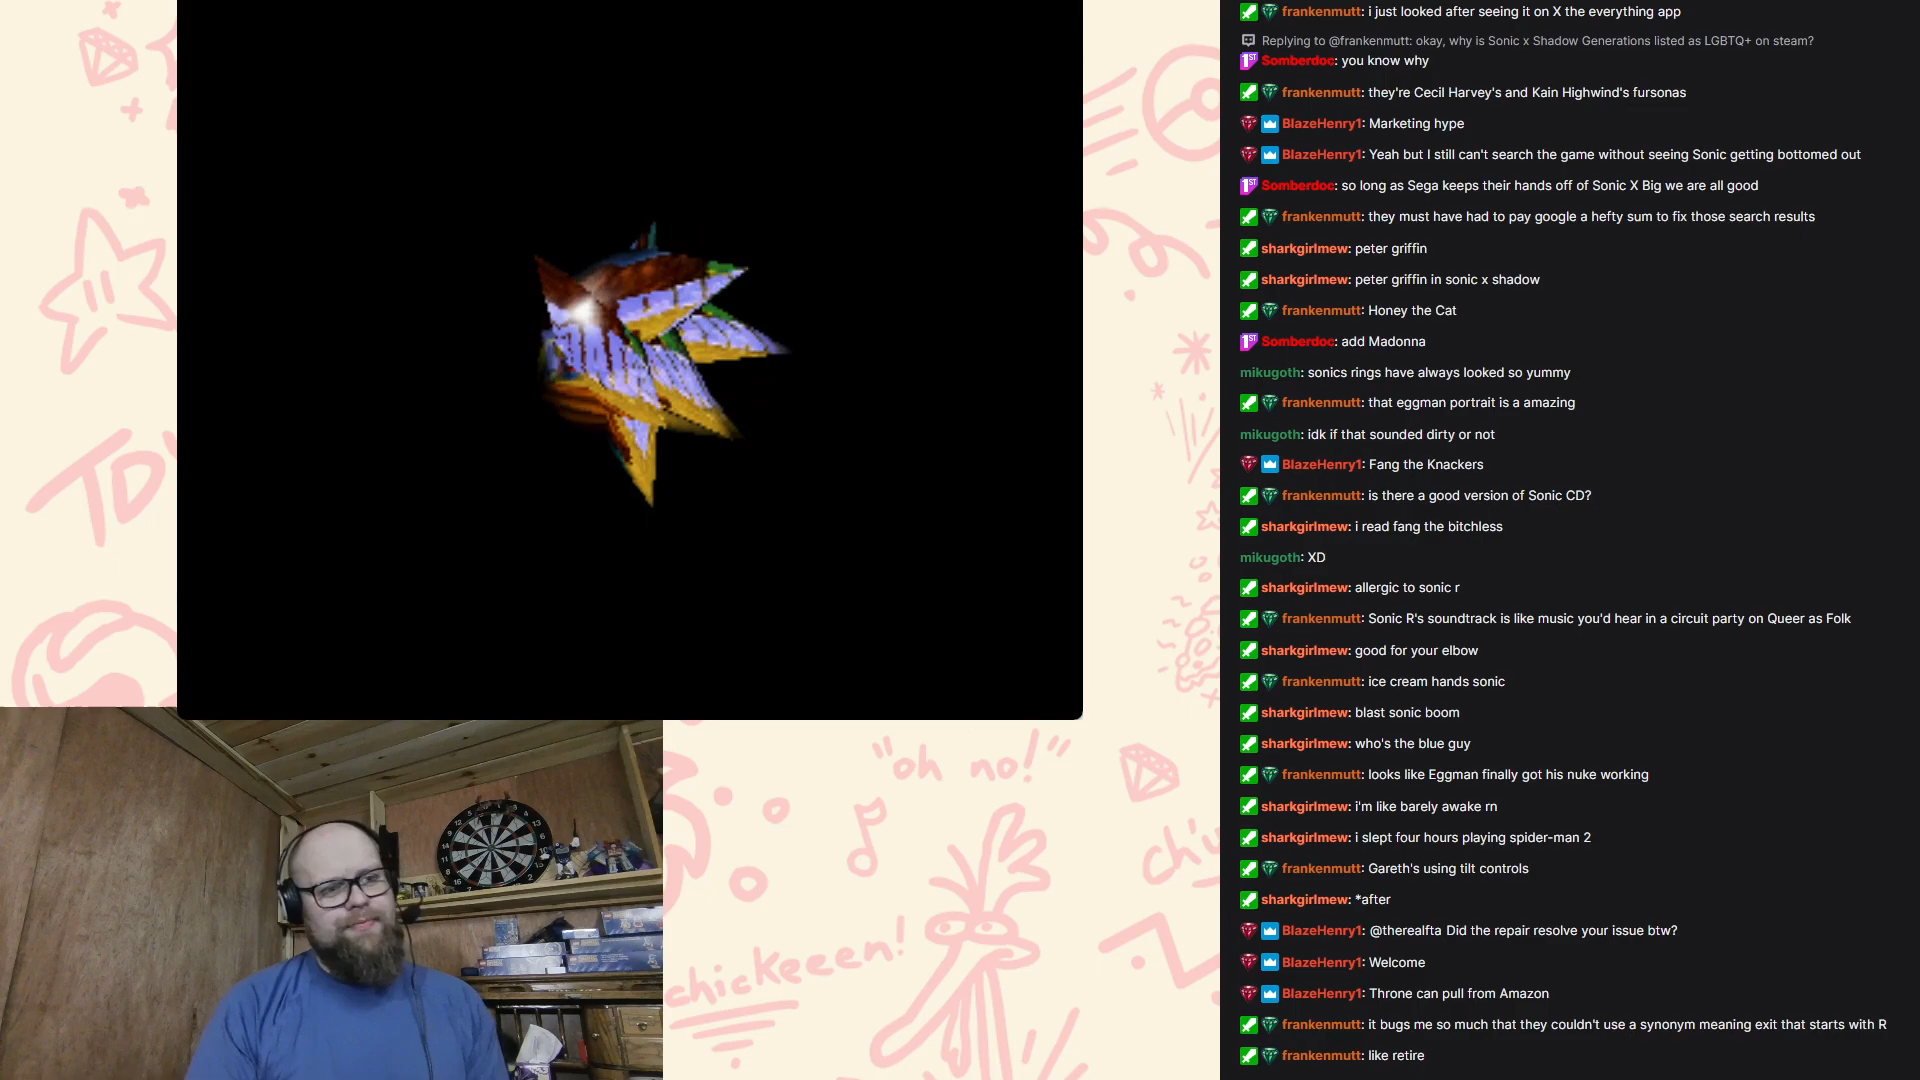 frankenmutt: i just looked after seeing it on X the everything app
Replying to @frankenmutt: okay, why is Sonic x Shadow Generations listed as LGBTQ+ on steam?
1ST Somberdoc: you know why
frankenmutt: they're Cecil Harvey's and Kain Highwind's fursonas
BlazeHenry1: Marketing hype
BlazeHenry1: Yeah but I still can't search the game without seeing Sonic getting bottomed out
1ST Somberdoc: so long as Sega keeps their hands off of Sonic X Big we are all good
frankenmutt: they must have had to pay google a hefty sum to fix those search results
sharkgirlmew: peter griffin
sharkgirlmew: peter griffin in sonic x shadow
frankenmutt: Honey the Cat
1ST Somberdoc: add Madonna
mikugoth: sonics rings have always looked so yummy
frankenmutt: that eggman portrait is a amazing
mikugoth: idk if that sounded dirty or not
BlazeHenry1: Fang the Knackers
frankenmutt: is there a good version of Sonic CD?
sharkgirlmew: i read fang the bitchless
mikugoth: XD
sharkgirlmew: allergic to sonic r
frankenmutt: Sonic R's soundtrack is like music you'd hear in a circuit party on Queer as Folk
sharkgirlmew: good for your elbow
frankenmutt: ice cream hands sonic
sharkgirlmew: blast sonic boom
sharkgirlmew: who's the blue guy
frankenmutt: looks like Eggman finally got his nuke working
sharkgirlmew: i'm like barely awake rn
sharkgirlmew: i slept four hours playing spider-man 2
frankenmutt: Gareth's using tilt controls
sharkgirlmew: *after
BlazeHenry1: @therealfta Did the repair resolve your issue btw?
BlazeHenry1: Welcome
BlazeHenry1: Throne can pull from Amazon
frankenmutt: it bugs me so much that they couldn't use a synonym meaning exit that starts with R
frankenmutt: like retire
"oh no!"
chickeeen!